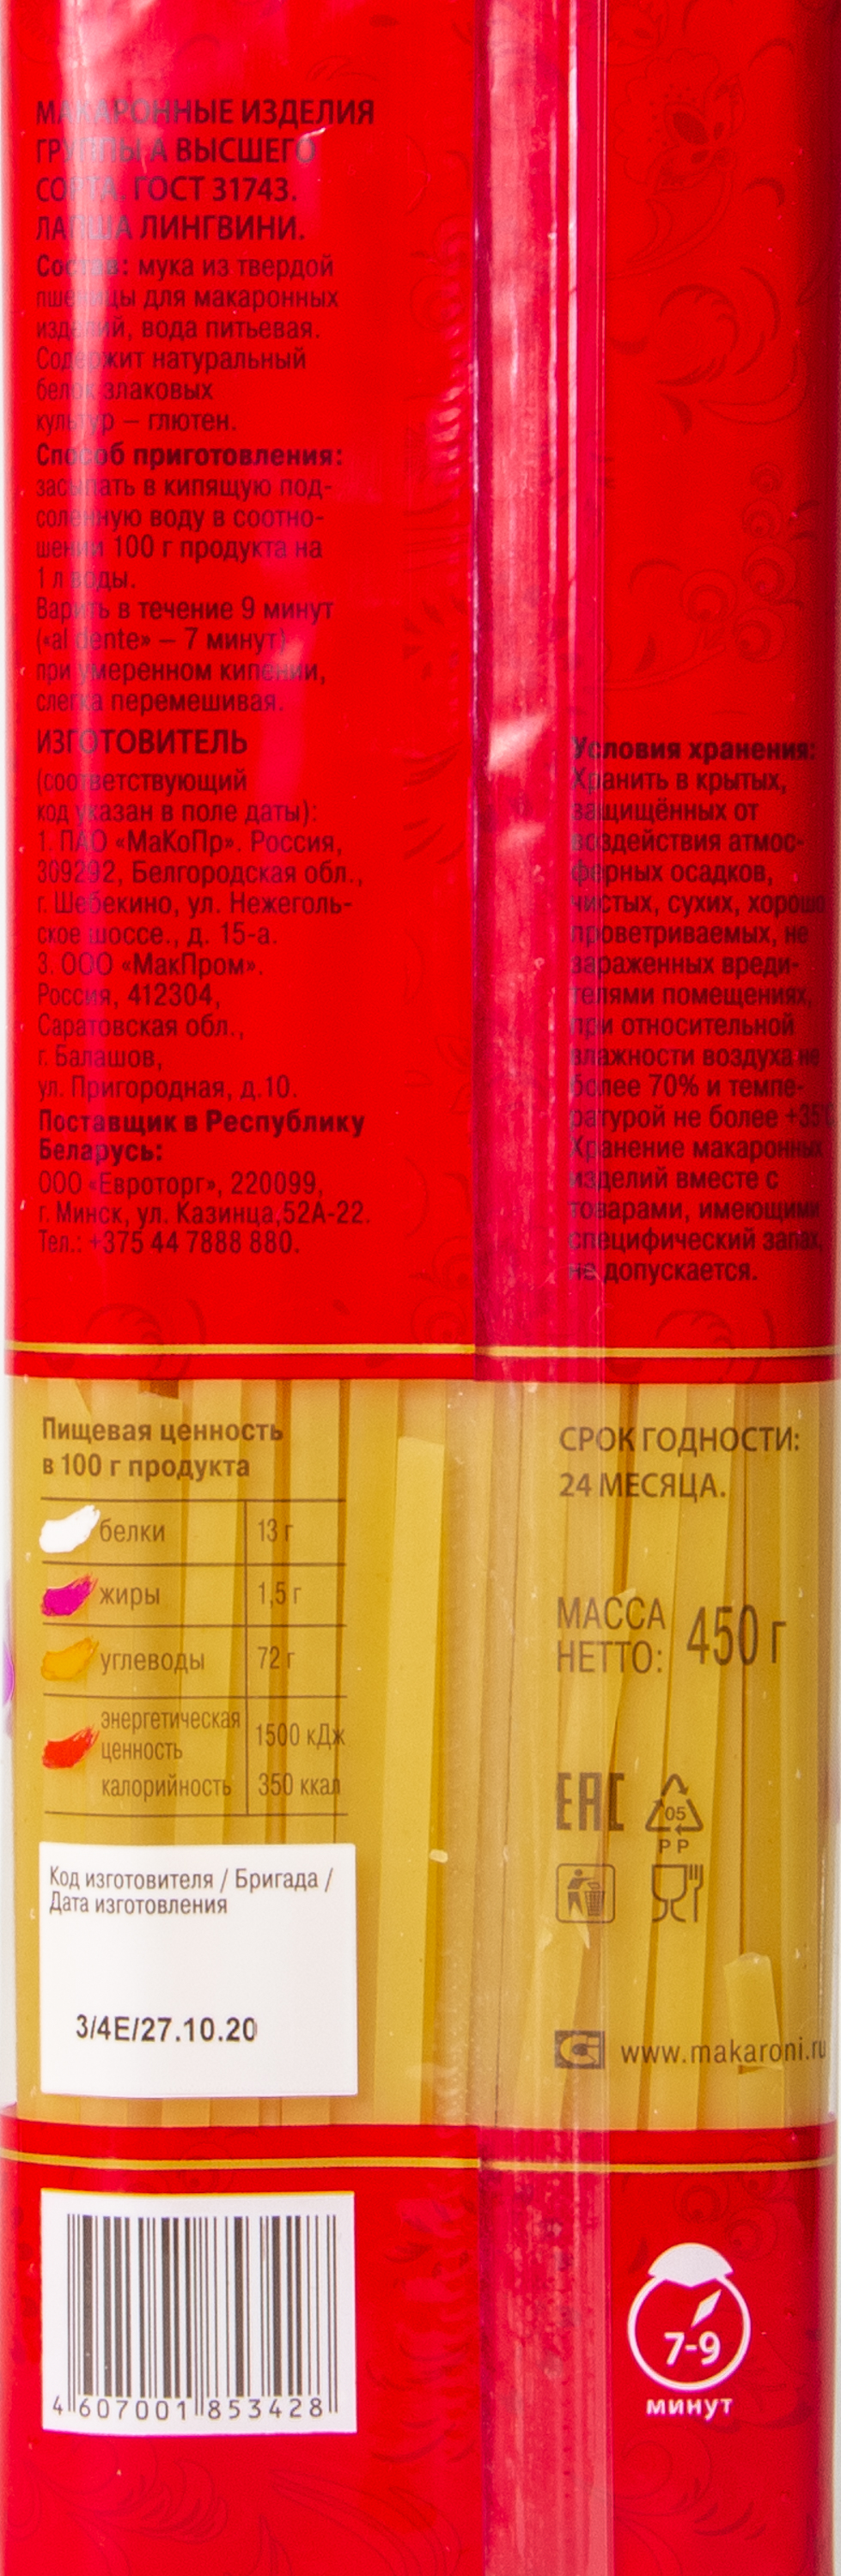 МАКАРОННЫЕ ИЗДЕЛИЯ
ГРУППЫ А ВЫСШЕГО
СОРТА. ГОСТ 31743.
ЛАПША ЛИНГВИНИ.
Состав: мука из твердой
пшеницы для макаронных
изделий, вода питьевая.
Содержит натуральный
белок злаковых
культур – глютен.
Способ приготовления:
засыпать в кипящую под-
соленную воду в соотно-
шении 100 г продукта на
1 л воды.
Варить в течение 9 минут
(«al dente» – 7 минут)
при умеренном кипении,
слегка перемешивая.
ИЗГОТОВИТЕЛЬ
(соответствующий
код указан в поле даты):
1. ПАО «МаКоПр». Россия,
309292, Белгородская обл.,
г. Шебекино, ул. Нежеголь-
ское шоссе., д. 15-а.
3. ООО «МакПром».
Россия, 412304,
Саратовская обл.,
г. Балашов,
ул. Пригородная, д.10.
Поставщик в Республику
Беларусь:
ООО «Евроторг», 220099,
г. Минск, ул. Казинца,52А-22.
Тел.: +375 44 7888 880.
Условия хранения:
Хранить в крытых,
защищённых от
воздействия атмос-
ферных осадков,
чистых, сухих, хорошо
проветриваемых, не
зараженных вреди-
телями помещениях,
при относительной
влажности воздуха не
более 70% и темпе-
ратурой не более +35°C
Хранение макаронных
изделий вместе с
товарами, имеющими
специфический запах,
не допускается.
Пищевая ценность
в 100 г продукта
белки 13 г
жиры 1,5 г
углеводы 72 г
энергетическая
ценность 1500 кДж
калорийность 350 ккал
Код изготовителя / Бригада /
Дата изготовления
3/4E/27.10.20
СРОК ГОДНОСТИ:
24 МЕСЯЦА.
МАССА
НЕТТО: 450 г
EAC 05
PP
www.makaroni.ru
4 607001 853428
7-9
минут